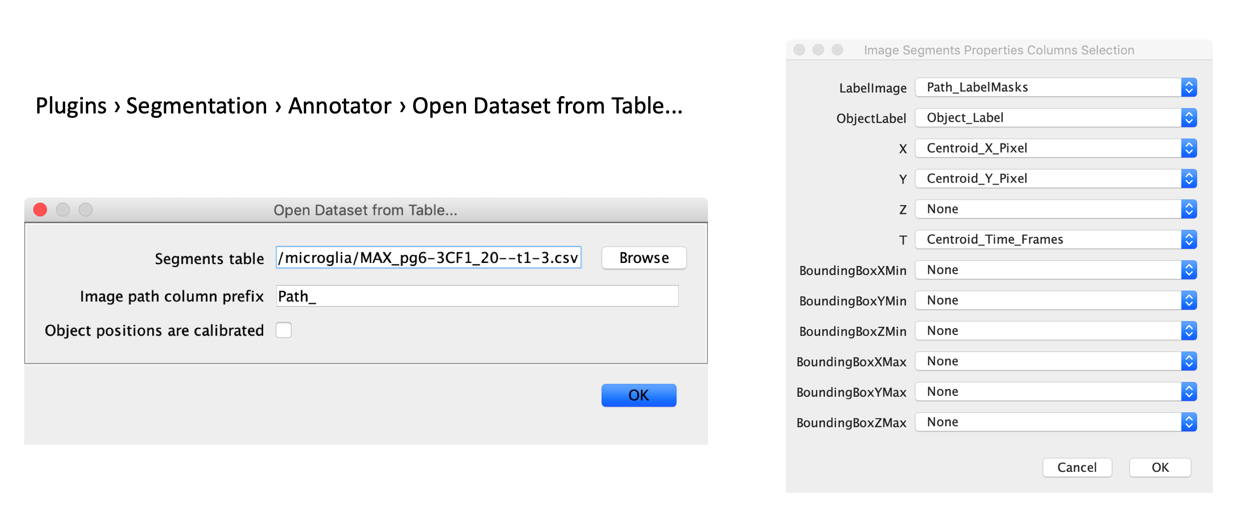 Plugins › Segmentation › Annotator › Open Dataset from Table...
Open Dataset from Table...
Segments table /microglia/MAX_pg6-3CF1_20--t1-3.csv Browse
Image path column prefix Path_
Object positions are calibrated
OK
Image Segments Properties Columns Selection
LabelImage Path_LabelMasks
ObjectLabel Object_Label
X Centroid_X_Pixel
Y Centroid_Y_Pixel
Z None
T Centroid_Time_Frames
BoundingBoxXMin None
BoundingBoxYMin None
BoundingBoxZMin None
BoundingBoxXMax None
BoundingBoxYMax None
BoundingBoxZMax None
Cancel OK